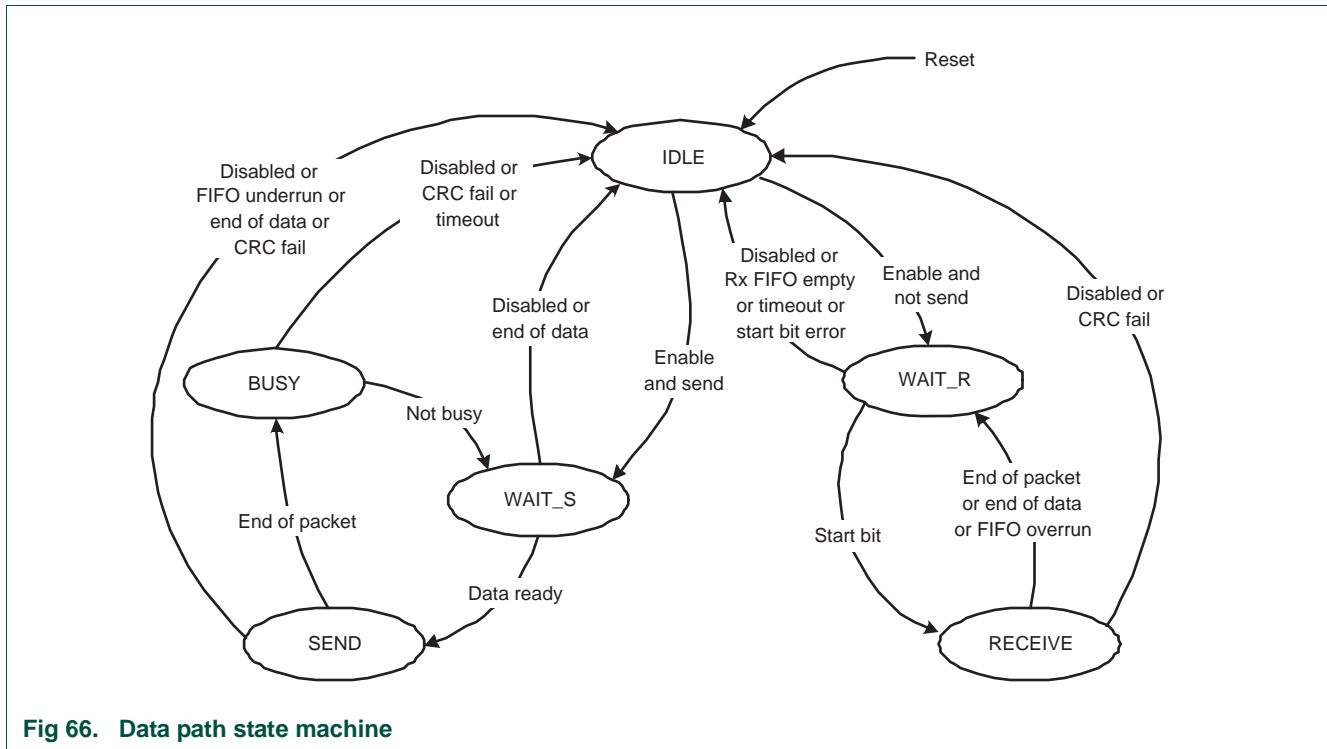 Reset
IDLE
Disabled or
FIFO underrun or
end of data or
CRC fail
Disabled or
CRC fail or
timeout
Disabled or
end of data
Enable
and send
Disabled or
Rx FIFO empty
or timeout or
start bit error
Enable and
not send
Disabled or
CRC fail
BUSY
WAIT_R
Not busy
WAIT_S
End of packet
End of packet
or end of data
or FIFO overrun
Start bit
Data ready
SEND
RECEIVE
Fig 66. Data path state machine